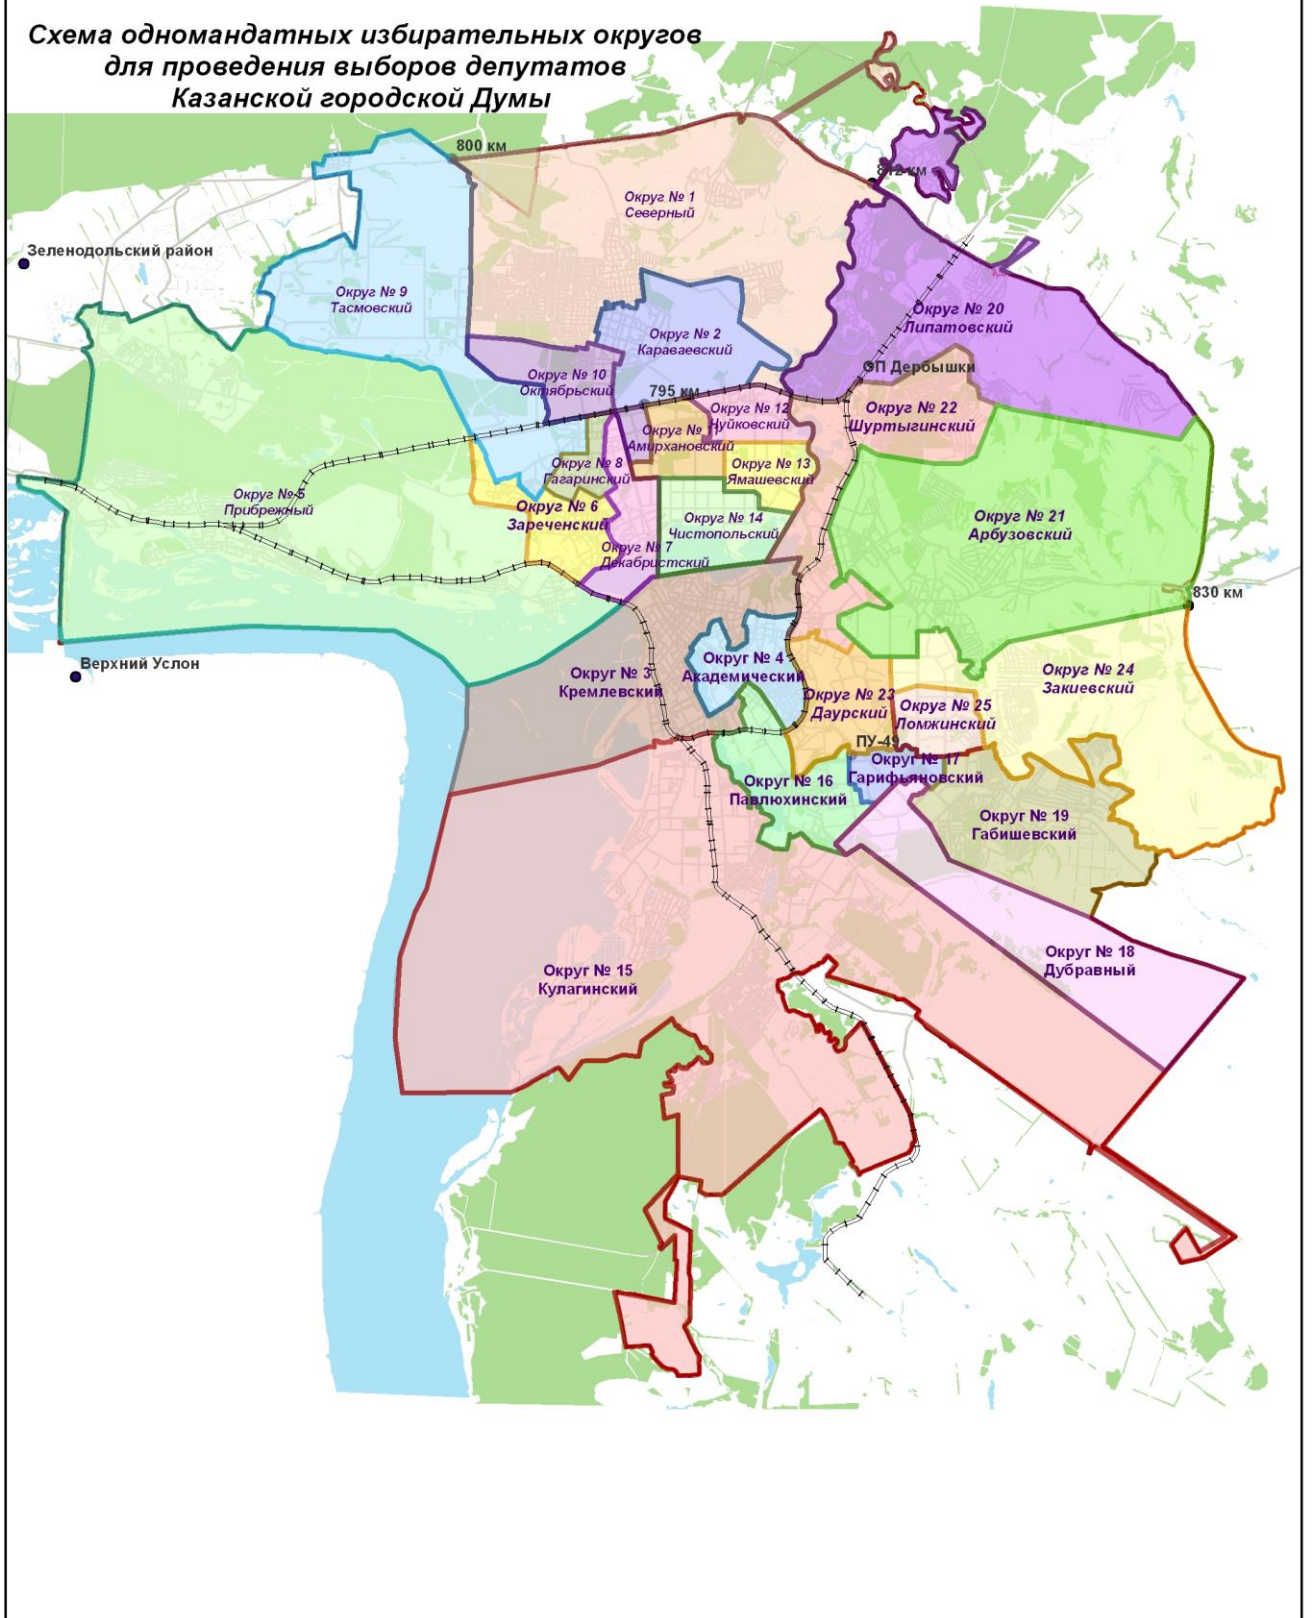 Схема одномандатных избирательных округов
для проведения выборов депутатов
Казанской городской Думы
800 км
812 км
Округ № 1
Северный
Зеленодольский район
Округ № 9
Тасмовский
Округ № 20
Липатовский
Округ № 2
Караваевский
ОП Дербышки
Округ № 10
Октябрьский
795 км
Округ № 12
Чуйковский
Округ № 22
Шуртыгинский
Округ № 11
Амирхановский
Округ № 8
Гагаринский
Округ № 13
Ямашевский
Округ № 5
Прибрежный
Округ № 6
Зареченский
Округ № 14
Чистопольский
Округ № 21
Арбузовский
Округ № 7
Декабристский
830 км
Верхний Услон
Округ № 3
Кремлевский
Округ № 4
Академический
Округ № 24
Закиевский
Округ № 23
Даурский
Округ № 25
Ломжинский
ПУ-49
Округ № 17
Гарифьяновский
Округ № 16
Павлюхинский
Округ № 19
Габишевский
Округ № 18
Дубравный
Округ № 15
Кулагинский